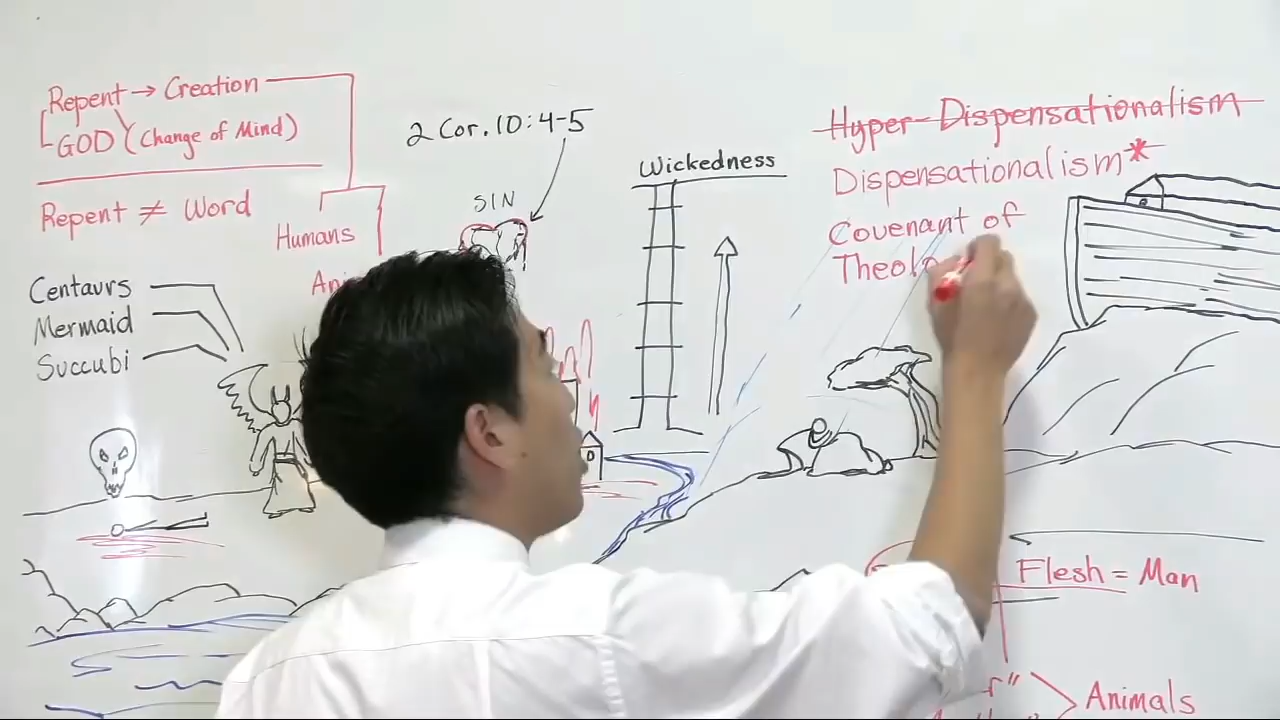 Repent → Creation
GOD (Change of Mind)
Repent ≠ Word
Humans
Centaurs
Mermaid
Succubi
2 Cor. 10:4-5
SIN
Wickedness
Hyper-Dispensationalism
Dispensationalism*
Covenant of
Flesh = Man
Animals